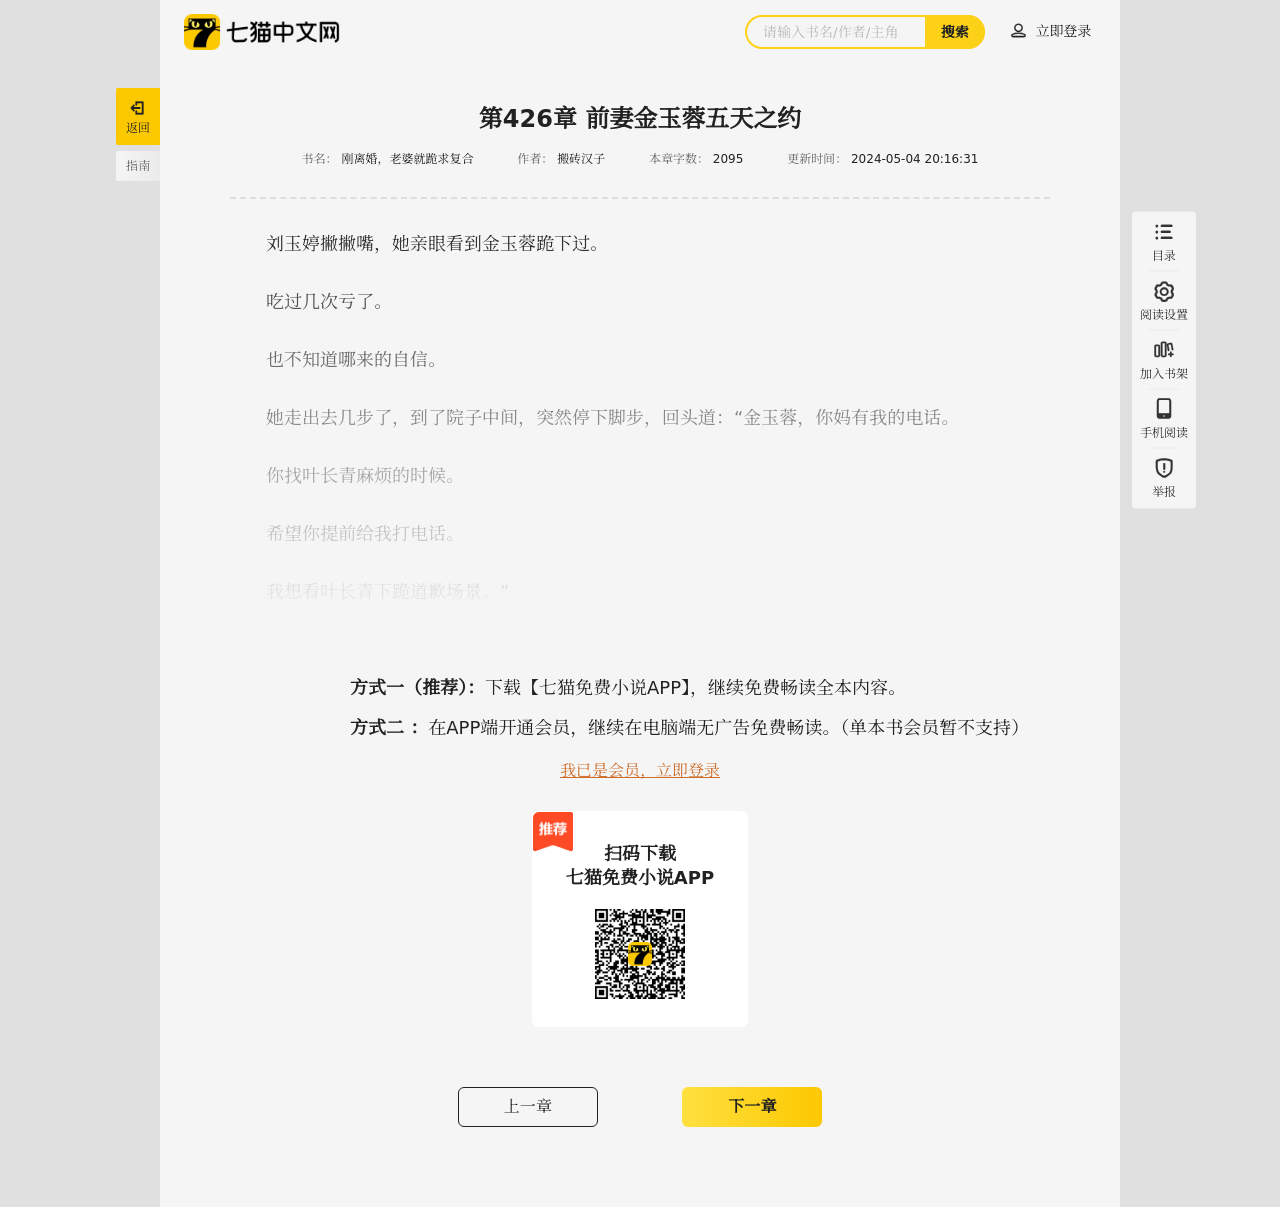 七猫中文网
请输入书名/作者/主角
搜索
立即登录
返回
指南
第426章 前妻金玉蓉五天之约
书名： 刚离婚，老婆就跪求复合 作者： 搬砖汉子 本章字数： 2095 更新时间： 2024-05-04 20:16:31
刘玉婷撇撇嘴，她亲眼看到金玉蓉跪下过。
吃过几次亏了。
也不知道哪来的自信。
她走出去几步了，到了院子中间，突然停下脚步，回头道：“金玉蓉，你妈有我的电话。
你找叶长青麻烦的时候。
希望你提前给我打电话。
我想看叶长青下跪道歉场景。”
目录
阅读设置
加入书架
手机阅读
举报
方式一（推荐）： 下载【七猫免费小说APP】，继续免费畅读全本内容。
方式二 ： 在APP端开通会员，继续在电脑端无广告免费畅读。（单本书会员暂不支持）
我已是会员，立即登录
推荐
扫码下载
七猫免费小说APP
上一章
下一章